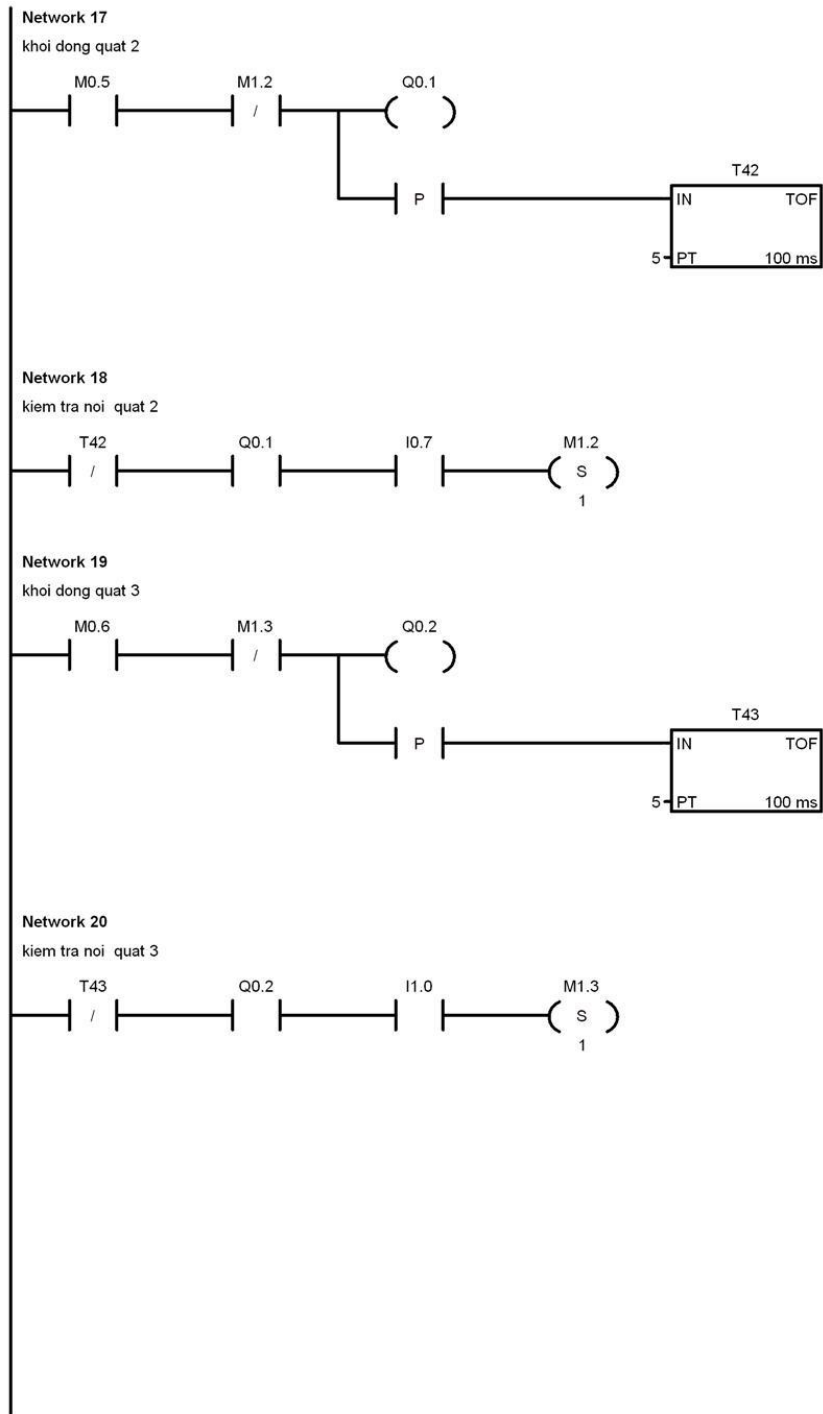 Network 17
khoi dong quat 2
M0.5 M1.2 Q0.1
/
T42
P IN TOF
5 PT 100 ms
Network 18
kiem tra noi quat 2
T42 Q0.1 I0.7 M1.2
/ S
1
Network 19
khoi dong quat 3
M0.6 M1.3 Q0.2
/
T43
P IN TOF
5 PT 100 ms
Network 20
kiem tra noi quat 3
T43 Q0.2 I1.0 M1.3
/ S
1